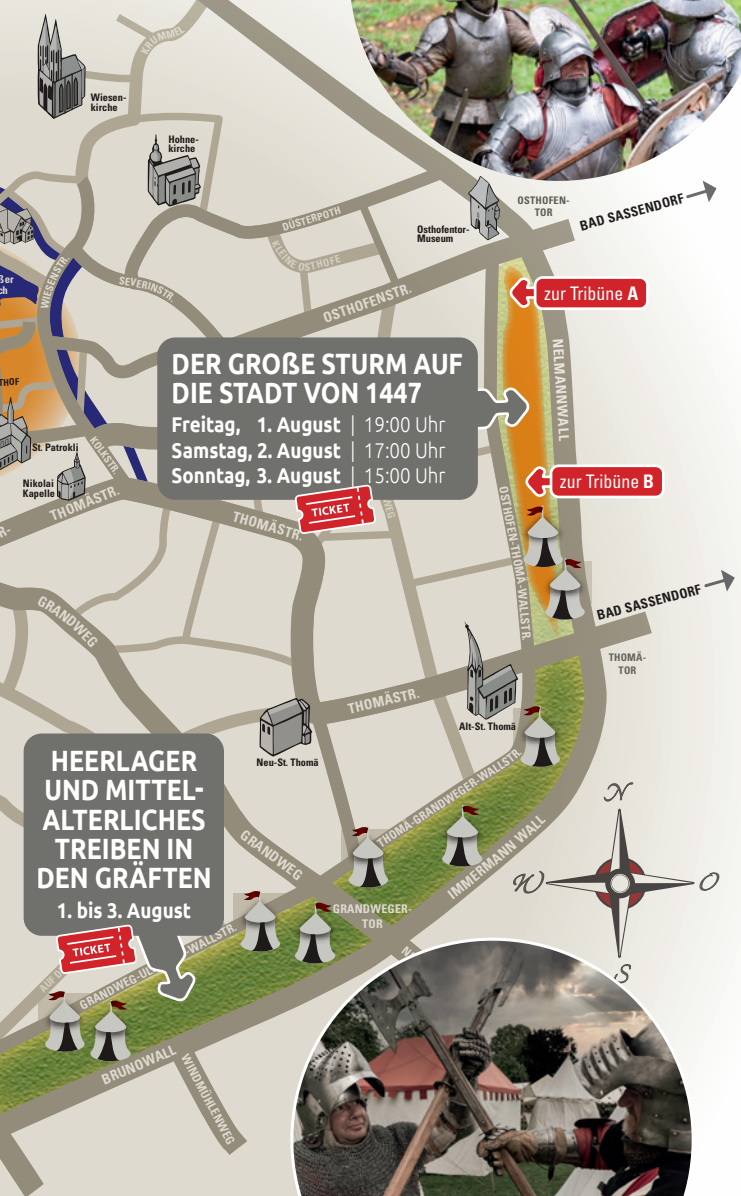 KRUMMEL
Wiesen-
kirche
Hohne-
kirche
OSTHOFEN-
TOR
BAD SASSENDORF
Osthofentor-
Museum
DÜSTERPOTH
KLEINE OSTHOFE
WIESENSTR.
SEVERINSTR.
OSTHOFENSTR.
zur Tribüne A
NELMANNWALL
DER GROßE STURM AUF
DIE STADT VON 1447
Freitag, 1. August | 19:00 Uhr
Samstag, 2. August | 17:00 Uhr
Sonntag, 3. August | 15:00 Uhr
TICKET
St. Patrokli
Nikolai
Kapelle
KOLKSTR.
THOMÄSTR.
THOMÄSTR.
zur Tribüne B
OSTHOFEN-THOMÄ-WALLSTR.
BAD SASSENDORF
THOMÄ-
TOR
GRANDWEG
THOMÄSTR.
Alt-St. Thomä
Neu-St. Thomä
HEERLAGER
UND MITTEL-
ALTERLICHES
TREIBEN IN
DEN GRÄFTEN
1. bis 3. August
TICKET
GRANDWEG
THOMÄ-GRANDWEGER-WALLSTR.
IMMERMANN WALL
GRANDWEGER-
TOR
N
W
O
S
BRUNOWALL
WINDMÜHLENWEG